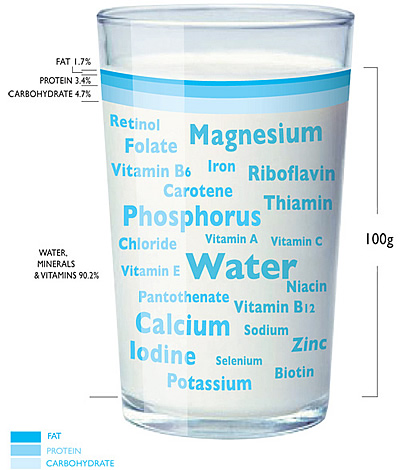 FAT 1.7%
PROTEIN 3.4%
CARBOHYDRATE 4.7%
Retinol
Magnesium
Folate
Vitamin B6
Iron
Riboflavin
Carotene
Thiamin
Phosphorus
Chloride
Vitamin A
Vitamin C
100g
WATER,
MINERALS
& VITAMINS 90.2%
Vitamin E
Water
Niacin
Pantothenate
Vitamin B12
Calcium
Sodium
Zinc
Iodine
Selenium
Biotin
Potassium
FAT
PROTEIN
CARBOHYDRATE